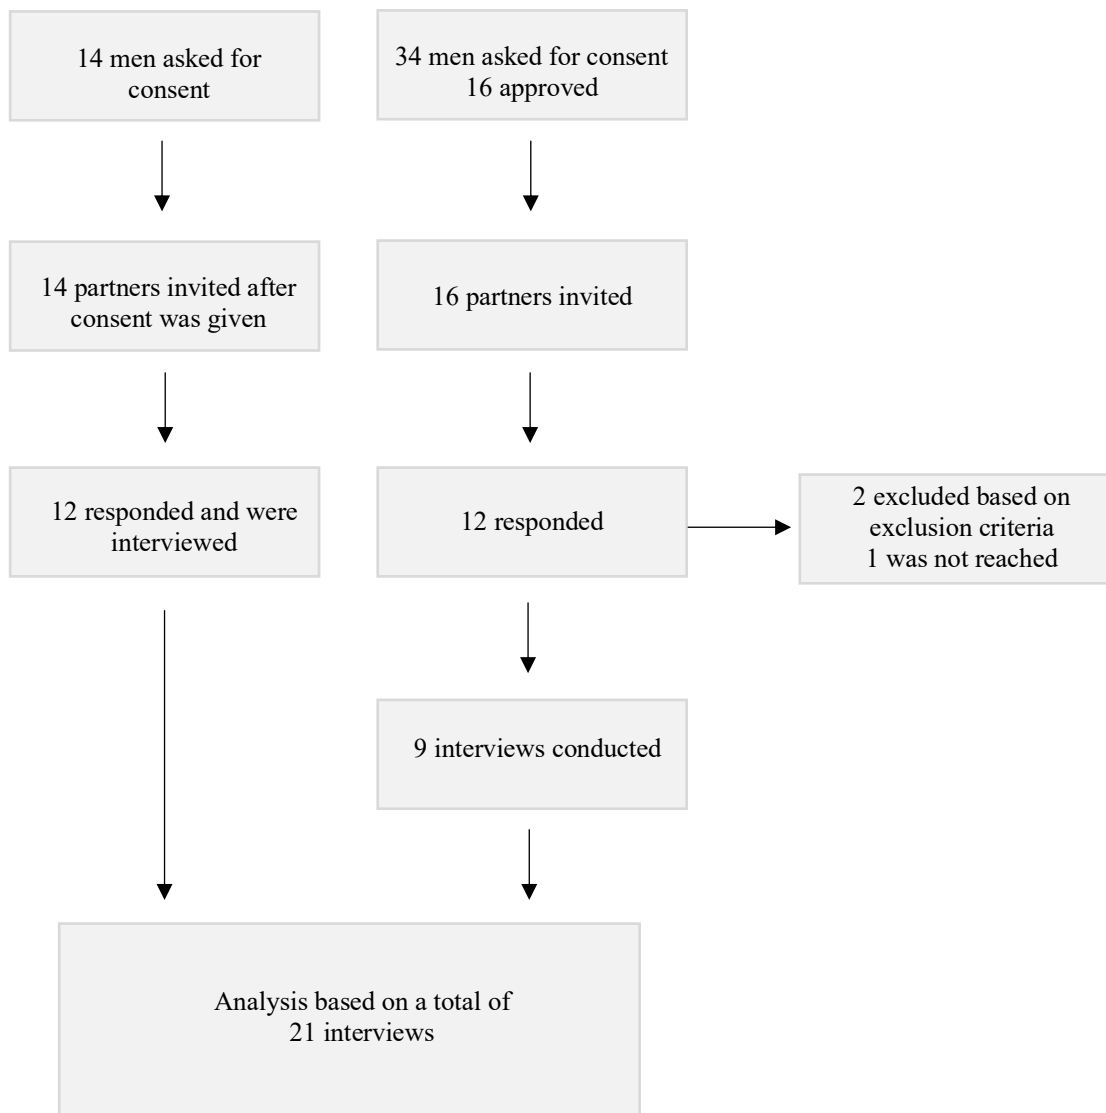 14 men asked for
consent
34 men asked for consent
16 approved
14 partners invited after
consent was given
16 partners invited
12 responded and were
interviewed
12 responded
2 excluded based on
exclusion criteria
1 was not reached
9 interviews conducted
Analysis based on a total of
21 interviews